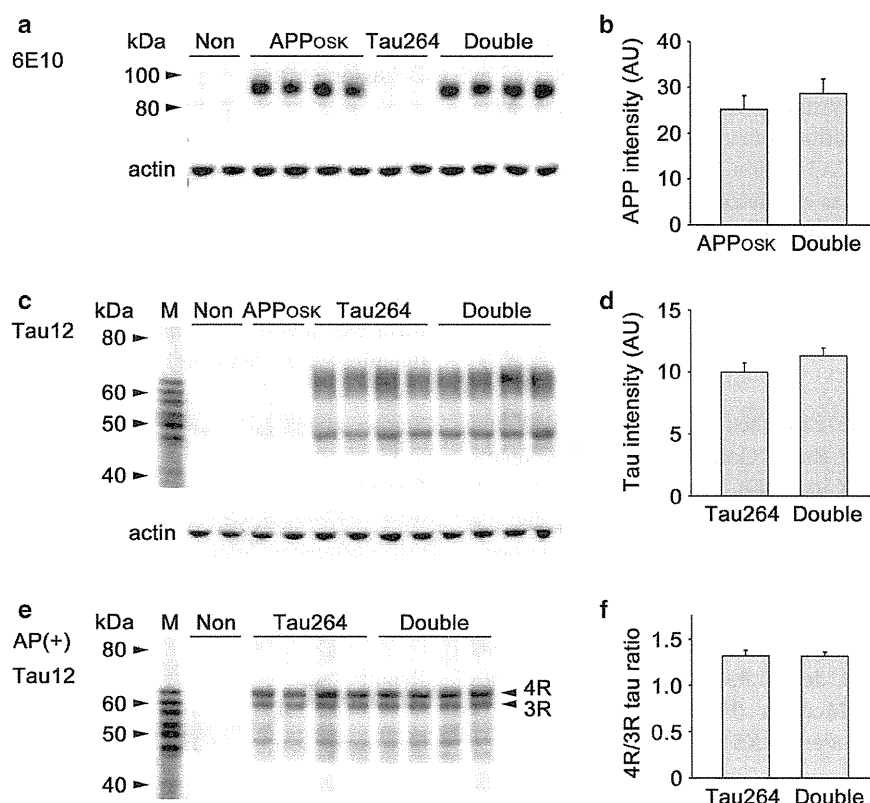 a
6E10
kDa
Non
APPOSK
Tau264
Double
100
80
actin
b
APP intensity (AU)
40
30
20
10
0
APPOSK
Double
c
Tau12
kDa
M
Non
APPOSK
Tau264
Double
80
60
50
40
actin
d
Tau intensity (AU)
15
10
5
0
Tau264
Double
e
AP(+)
Tau12
kDa
M
Non
Tau264
Double
80
60
50
40
4R
3R
f
4R/3R tau ratio
1.5
1.0
0.5
0
Tau264
Double